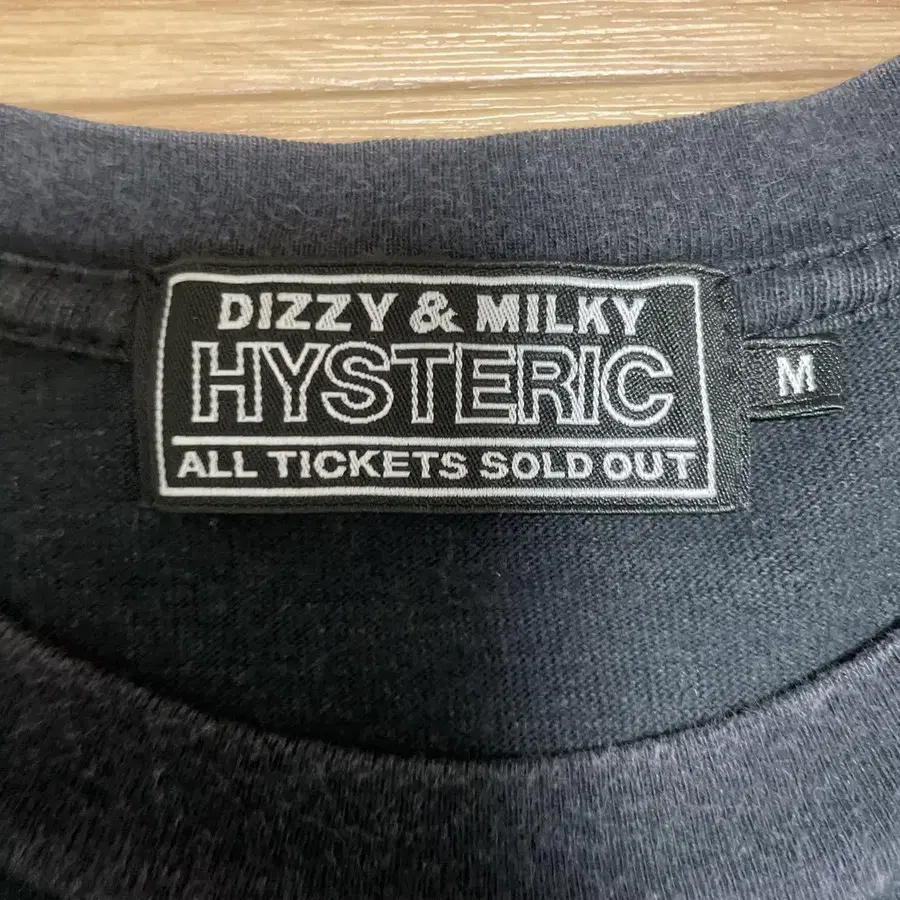 DIZZY & MILKY
HYSTERIC
ALL TICKETS SOLD OUT
M